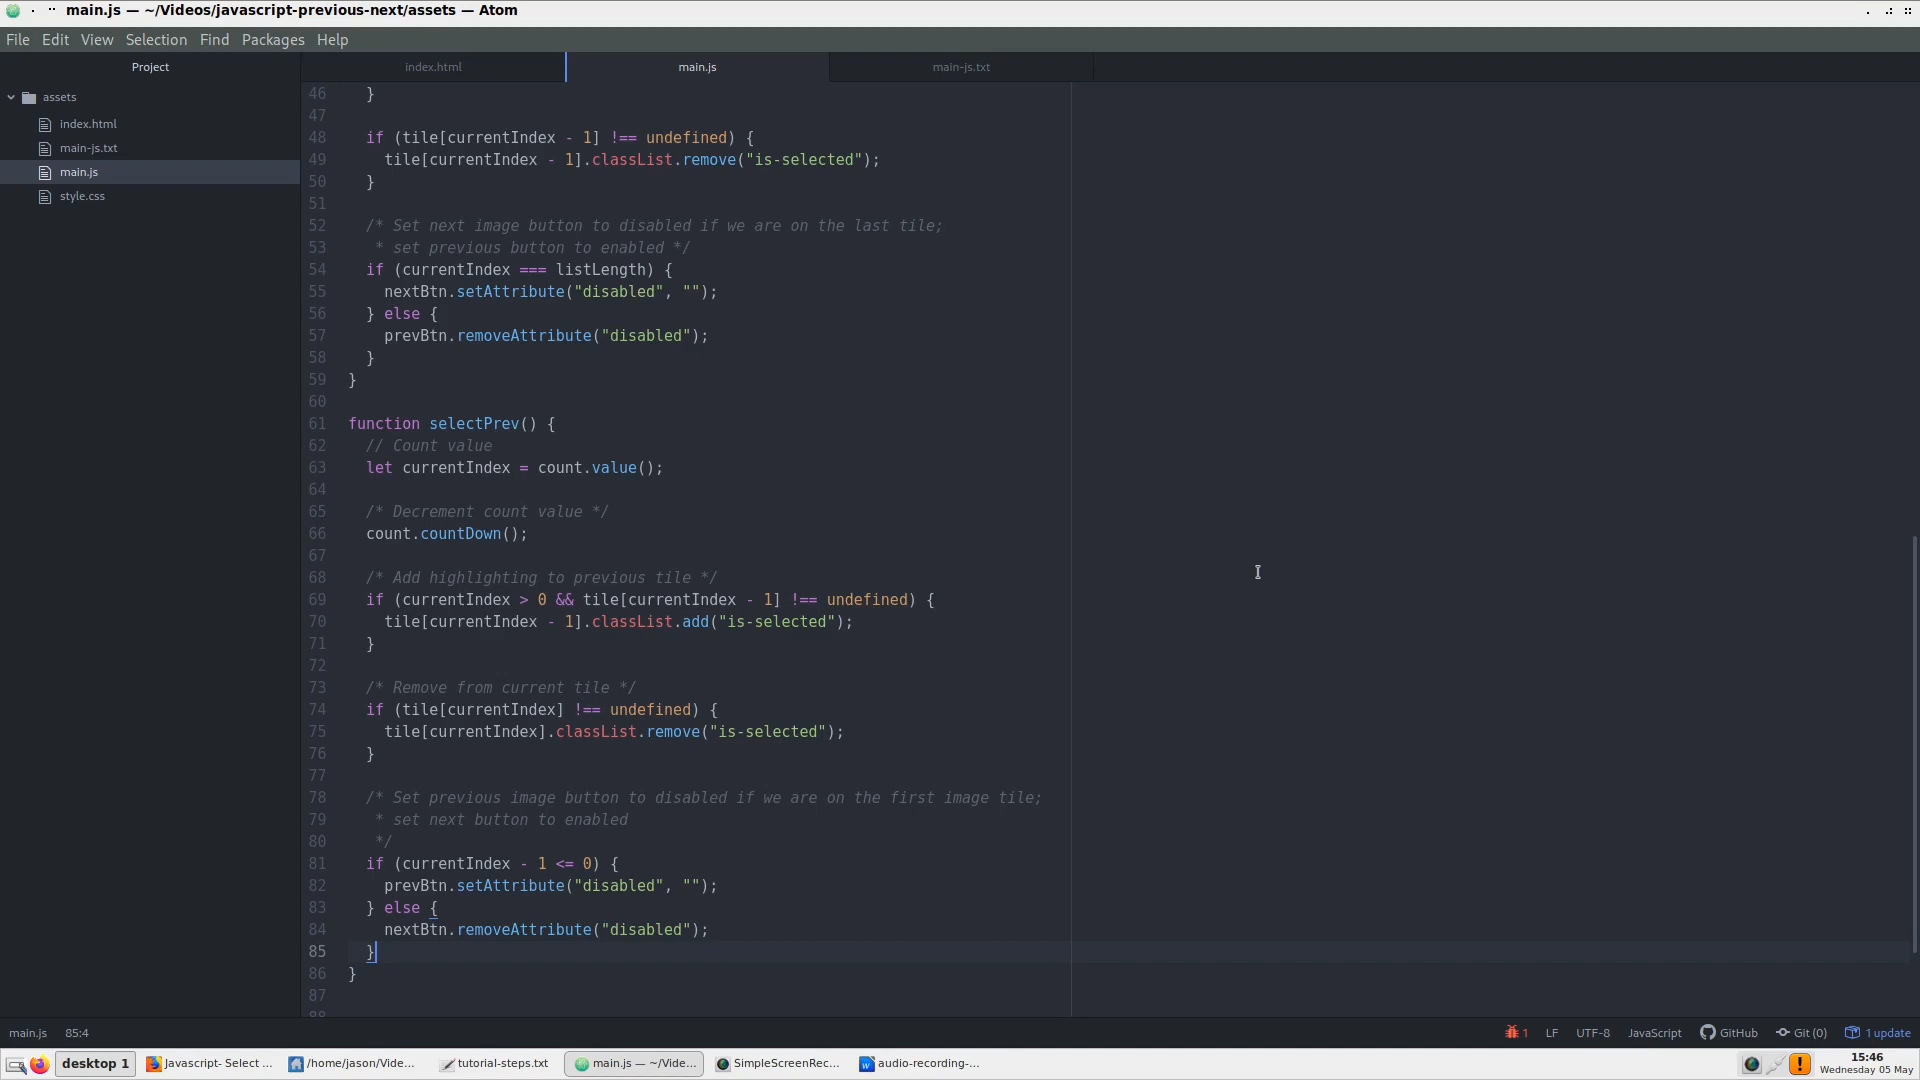 main.js — ~/Videos/javascript-previous-next/assets — Atom
File Edit View Selection Find Packages Help
Project
index.html
main.js
main-js.txt
assets
index.html
main-js.txt
main.js
style.css
46 }
47
48 if (tile[currentIndex - 1] !== undefined) {
49 tile[currentIndex - 1].classList.remove("is-selected");
50 }
51
52 /* Set next image button to disabled if we are on the last tile;
53 * set previous button to enabled */
54 if (currentIndex === listLength) {
55 nextBtn.setAttribute("disabled", "");
56 } else {
57 prevBtn.removeAttribute("disabled");
58 }
59 }
60
61 function selectPrev() {
62 // Count value
63 let currentIndex = count.value();
64
65 /* Decrement count value */
66 count.countDown();
67
68 /* Add highlighting to previous tile */
69 if (currentIndex > 0 && tile[currentIndex - 1] !== undefined) {
70 tile[currentIndex - 1].classList.add("is-selected");
71 }
72
73 /* Remove from current tile */
74 if (tile[currentIndex] !== undefined) {
75 tile[currentIndex].classList.remove("is-selected");
76 }
77
78 /* Set previous image button to disabled if we are on the first image tile;
79 * set next button to enabled
80 */
81 if (currentIndex - 1 <= 0) {
82 prevBtn.setAttribute("disabled", "");
83 } else {
84 nextBtn.removeAttribute("disabled");
85 }
86 }
87
88
main.js 85:4
1 LF UTF-8 JavaScript GitHub Git (0) 1 update
desktop 1 Javascript- Select ... /home/jason/Vide... tutorial-steps.txt main.js — ~/Vide... SimpleScreenRec... audio-recording-...
15:46
Wednesday 05 May